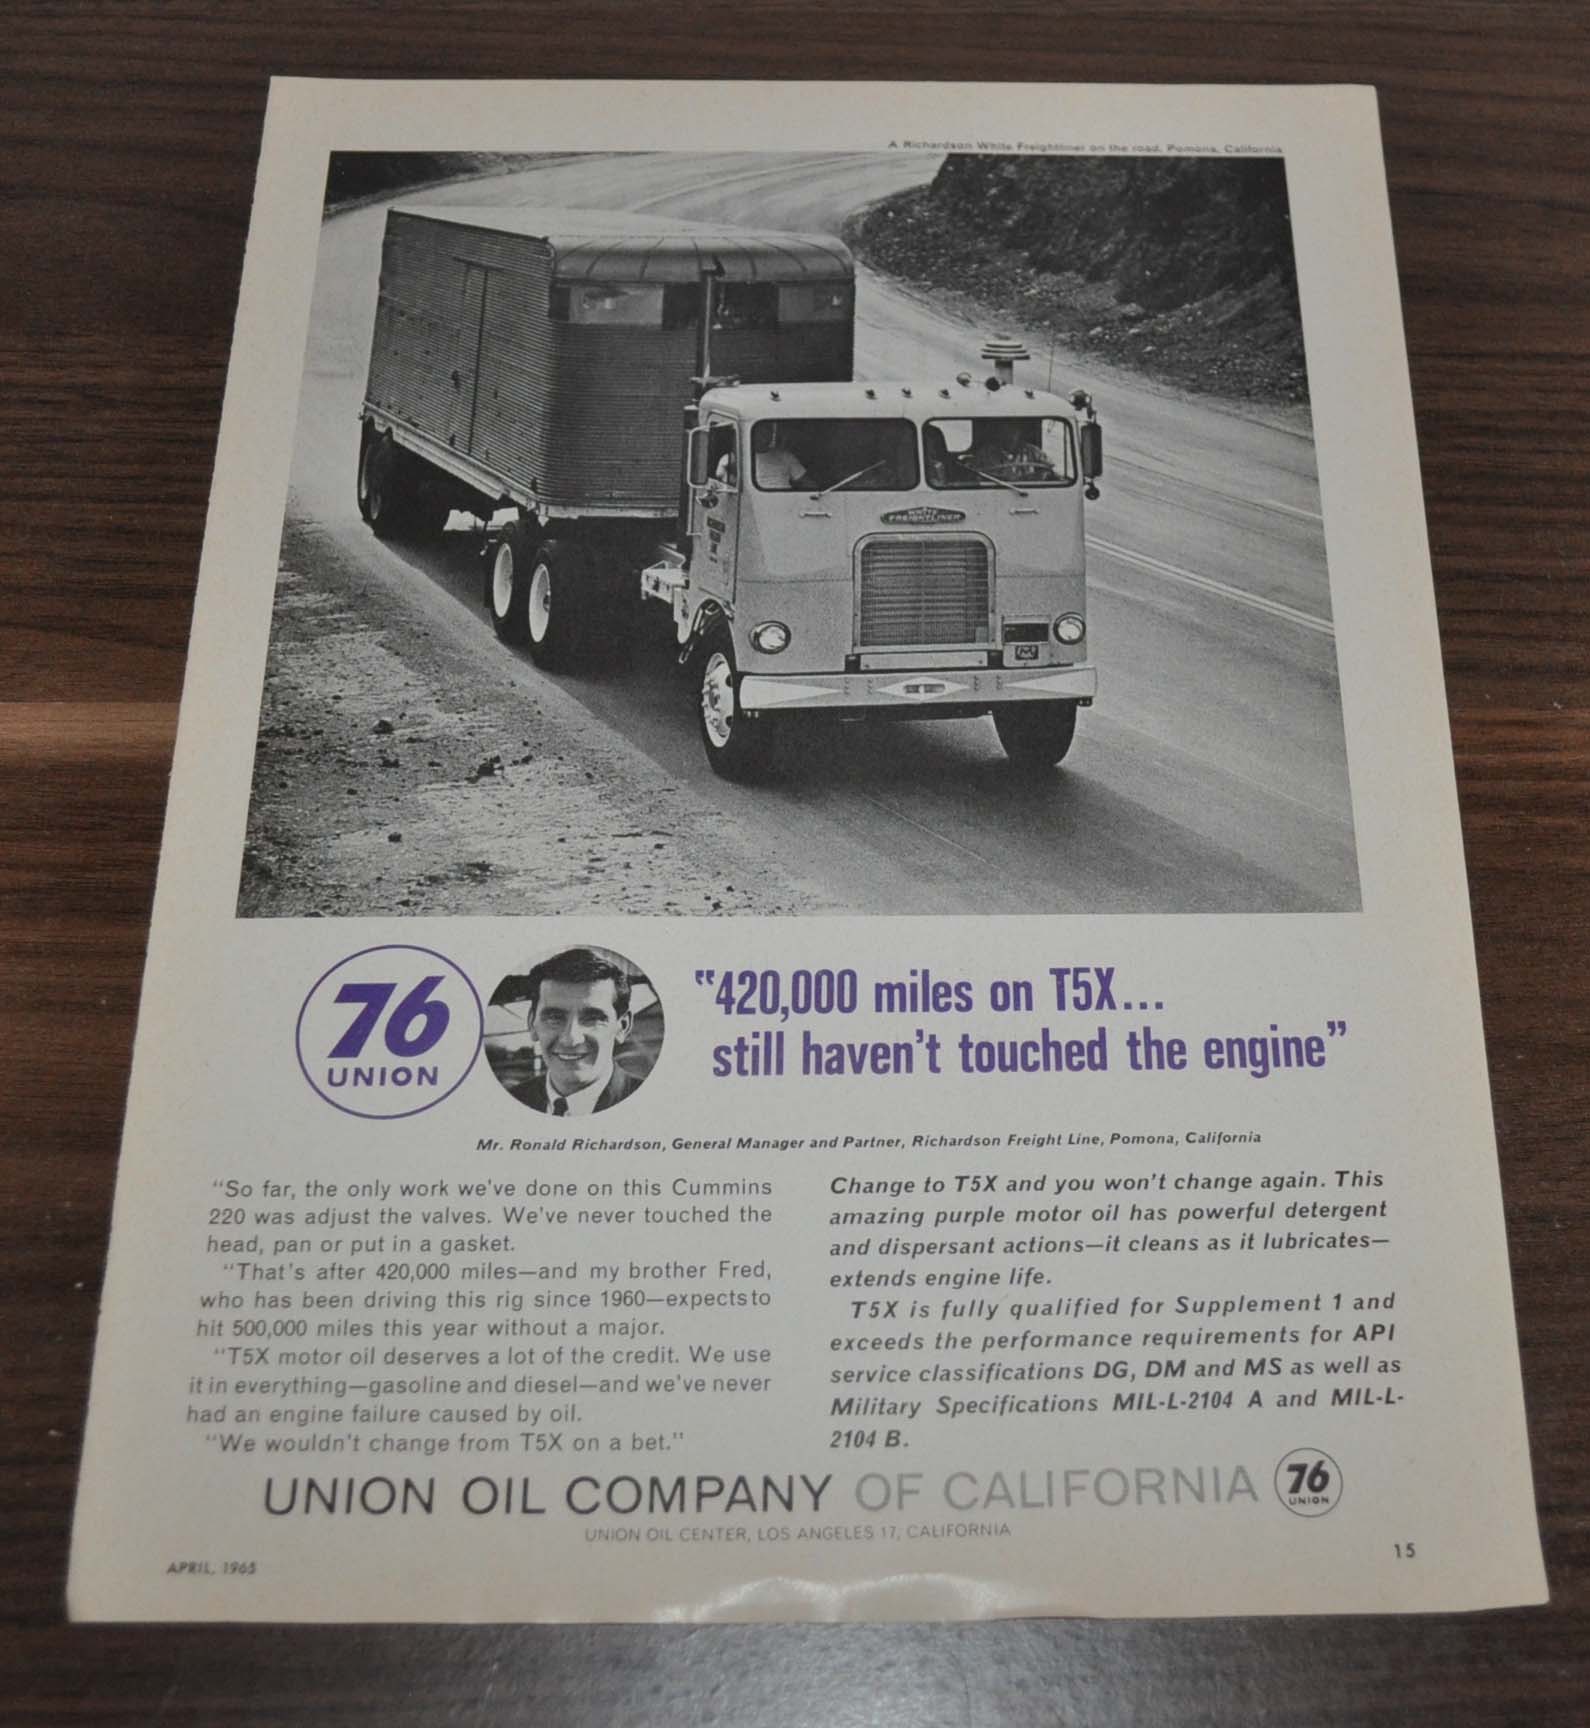 A Richardson White Freightliner on the road, Pomona, California
WHITE
FREIGHTLINER
76
UNION
"420,000 miles on T5X...
still haven't touched the engine"
Mr. Ronald Richardson, General Manager and Partner, Richardson Freight Line, Pomona, California
"So far, the only work we've done on this Cummins
220 was adjust the valves. We've never touched the
head, pan or put in a gasket.
"That's after 420,000 miles—and my brother Fred,
who has been driving this rig since 1960—expects to
hit 500,000 miles this year without a major.
"T5X motor oil deserves a lot of the credit. We use
it in everything—gasoline and diesel—and we've never
had an engine failure caused by oil.
"We wouldn't change from T5X on a bet."
Change to T5X and you won't change again. This
amazing purple motor oil has powerful detergent
and dispersant actions—it cleans as it lubricates—
extends engine life.
T5X is fully qualified for Supplement 1 and
exceeds the performance requirements for API
service classifications DG, DM and MS as well as
Military Specifications MIL-L-2104 A and MIL-L-
2104 B.
UNION OIL COMPANY OF CALIFORNIA
76
UNION
UNION OIL CENTER, LOS ANGELES 17, CALIFORNIA
APRIL, 1965
15